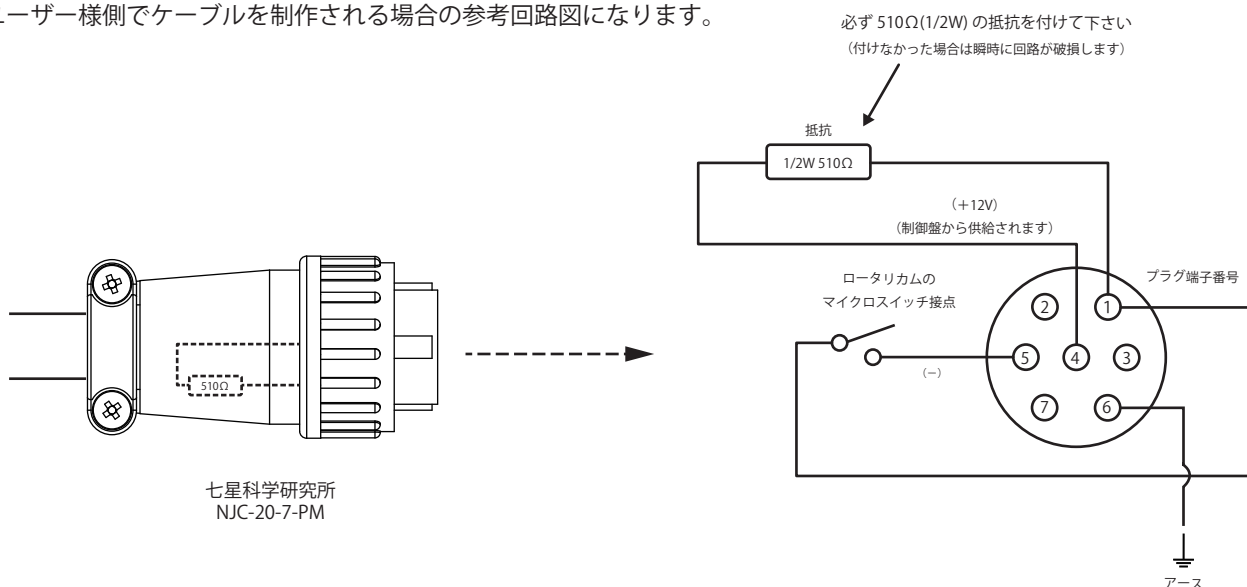 ユーザー様側でケーブルを制作される場合の参考回路図になります。
必ず510Ω(1/2W)の抵抗を付けて下さい
（付けなかった場合は瞬時に回路が破損します）
抵抗
1/2W 510Ω
（＋12V）
（制御盤から供給されます）
ロータリカムの
マイクロスイッチ接点
プラグ端子番号
2
1
5
4
3
（−）
7
6
510Ω
七星科学研究所
NJC-20-7-PM
アース